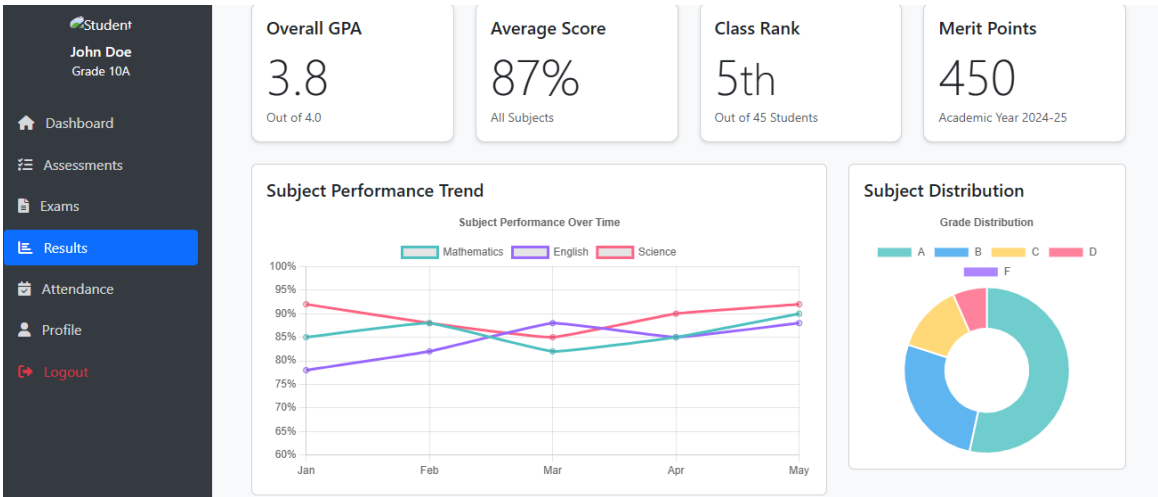 Student
John Doe
Grade 10A
Dashboard
Assessments
Exams
Results
Attendance
Profile
Logout
Overall GPA
3.8
Out of 4.0
Average Score
87%
All Subjects
Class Rank
5th
Out of 45 Students
Merit Points
450
Academic Year 2024-25
Subject Performance Trend
Subject Performance Over Time
Mathematics English Science
100%
95%
90%
85%
80%
75%
70%
65%
60%
Jan Feb Mar Apr May
Subject Distribution
Grade Distribution
A B C D
F